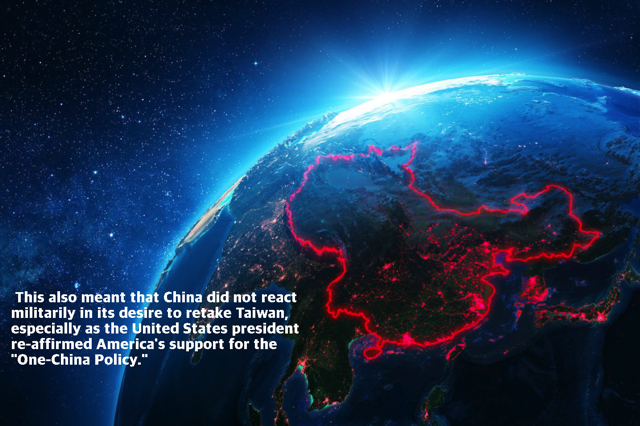 This also meant that China did not react
militarily in its desire to retake Taiwan,
especially as the United States president
re-affirmed America's support for the
"One-China Policy."